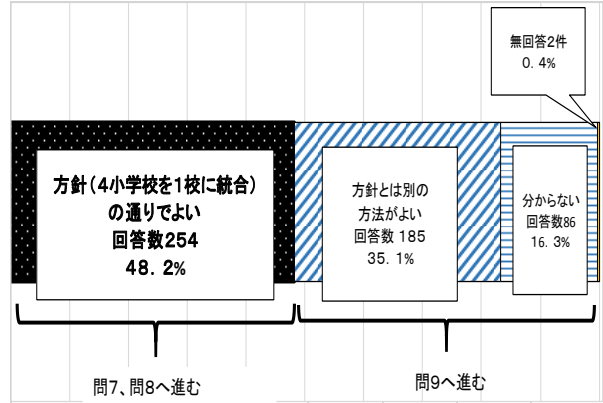 無回答2件
0.4%
方針(4小学校を1校に統合)
の通りでよい
回答数254
48.2%
方針とは別の
方法がよい
回答数 185
35.1%
分からない
回答数86
16.3%
問7、問8へ進む
問9へ進む